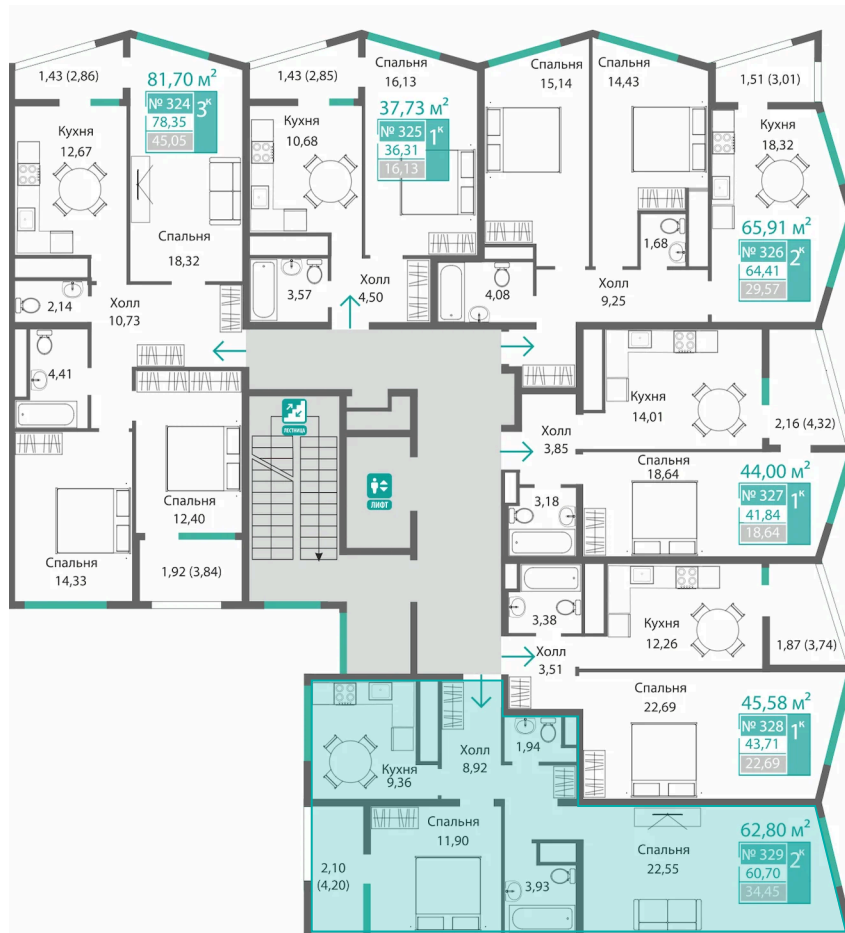 1,43 (2,86)
81,70 м²
№ 324
3к
78,35
45,05
Кухня
12,67
Спальня
18,32
2,14
Холл
10,73
4,41
Спальня
14,33
Спальня
12,40
1,92 (3,84)
1,43 (2,85)
Спальня
16,13
37,73 м²
№ 325
1к
36,31
16,13
Кухня
10,68
3,57
Холл
4,50
Спальня
15,14
Спальня
14,43
1,51 (3,01)
Кухня
18,32
65,91 м²
№ 326
2к
64,41
29,57
1,68
4,08
Холл
9,25
ЛЕСТНИЦА
ЛИФТ
Кухня
14,01
2,16 (4,32)
Холл
3,85
Спальня
18,64
44,00 м²
№ 327
1к
41,84
18,64
3,18
3,38
Кухня
12,26
1,87 (3,74)
Холл
3,51
Спальня
22,69
45,58 м²
№ 328
1к
43,71
22,69
Кухня
9,36
Холл
8,92
1,94
Спальня
11,90
2,10
(4,20)
3,93
Спальня
22,55
62,80 м²
№ 329
2к
60,70
34,45